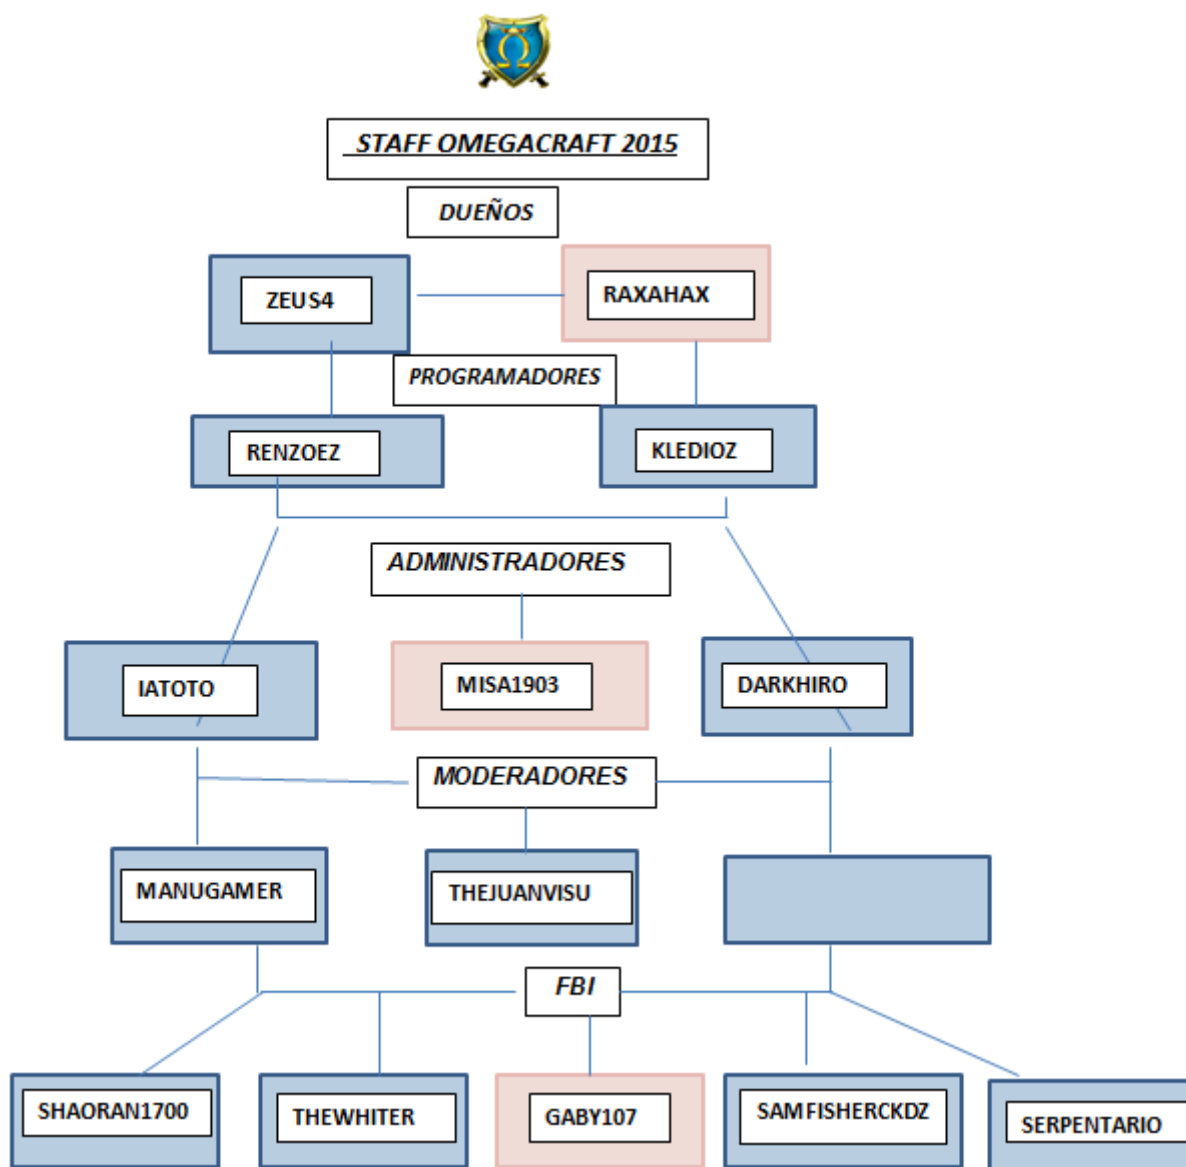 STAFF OMEGACRAFT 2015
DUEÑOS
ZEUS4
RAXAHAX
PROGRAMADORES
RENZOEZ
KLEDIOZ
ADMINISTRADORES
IATOTO
MISA1903
DARKHIRO
MODERADORES
MANUGAMER
THEJUANVISU
FBI
SHAORAN1700
THEWHITER
GABY107
SAMFISHERCKDZ
SERPENTARIO